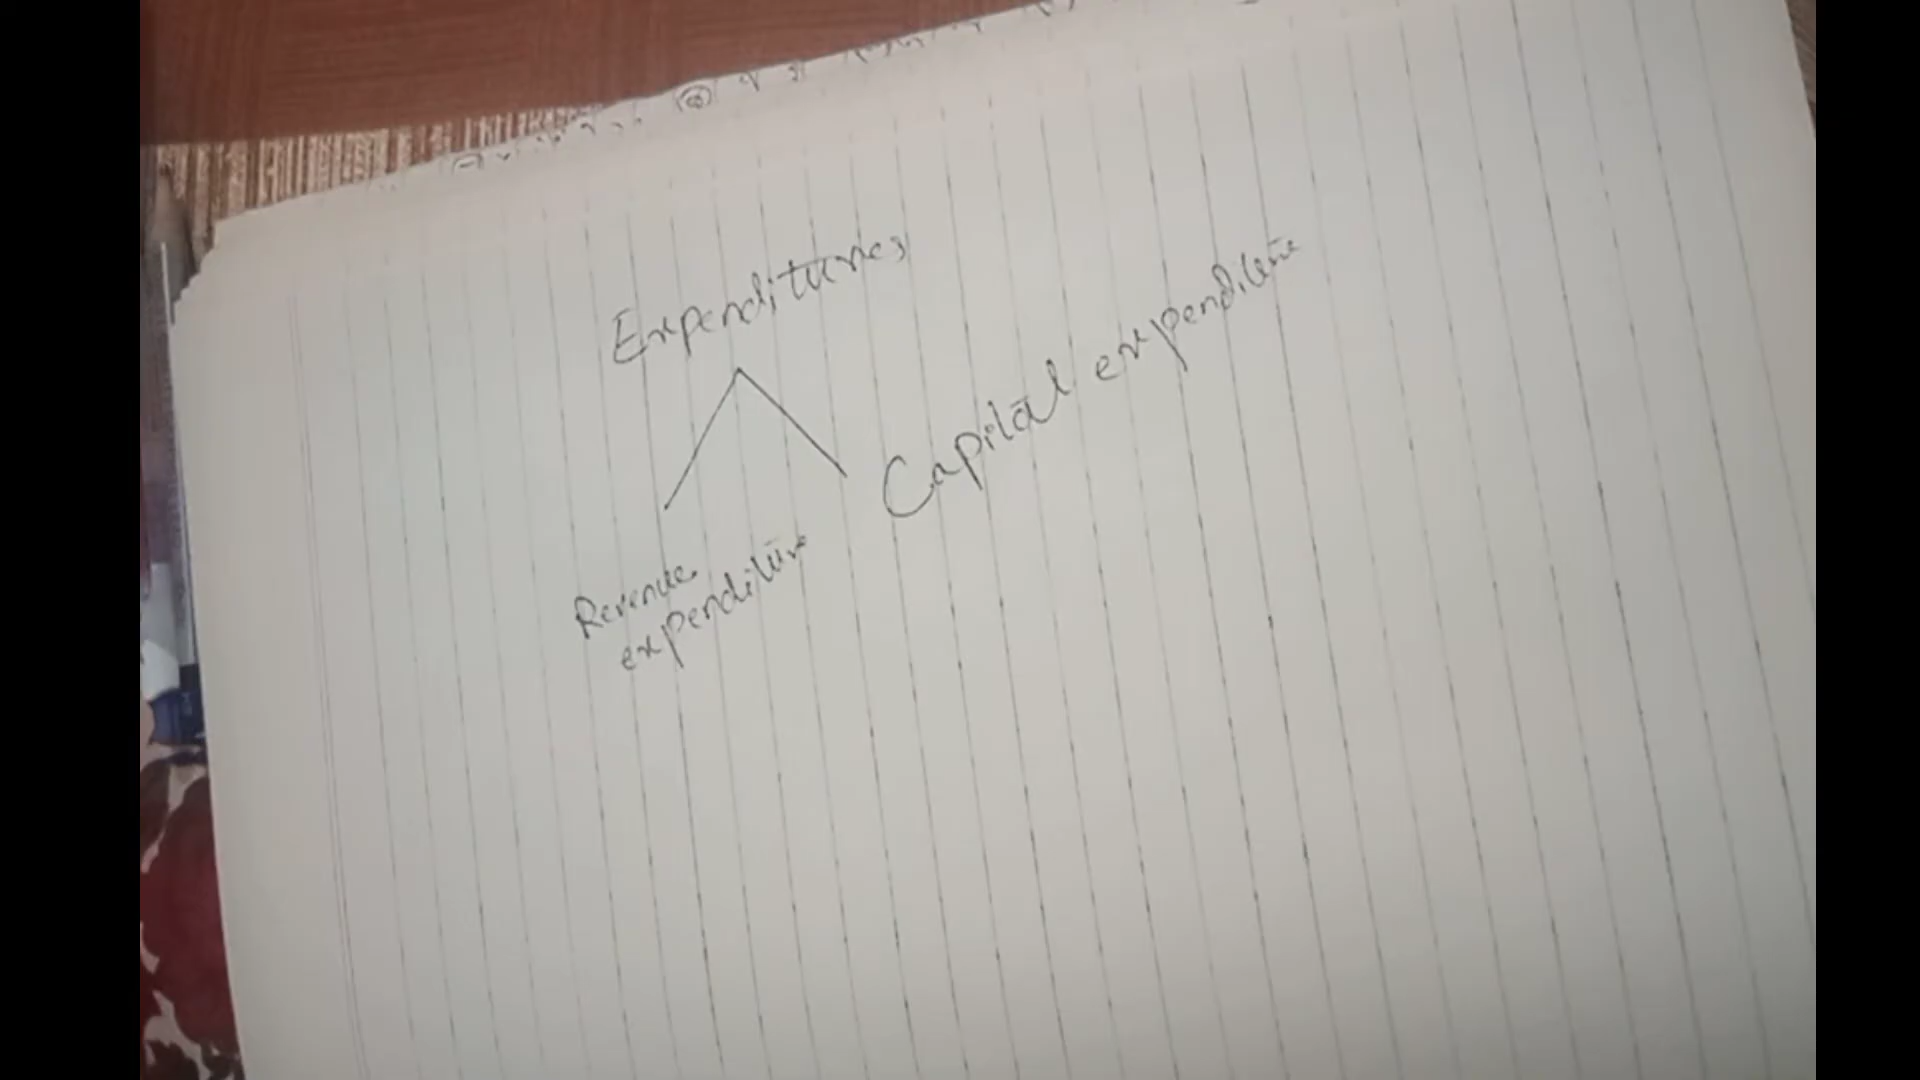 Expenditures
Capital expenditure
Revenue
expenditure